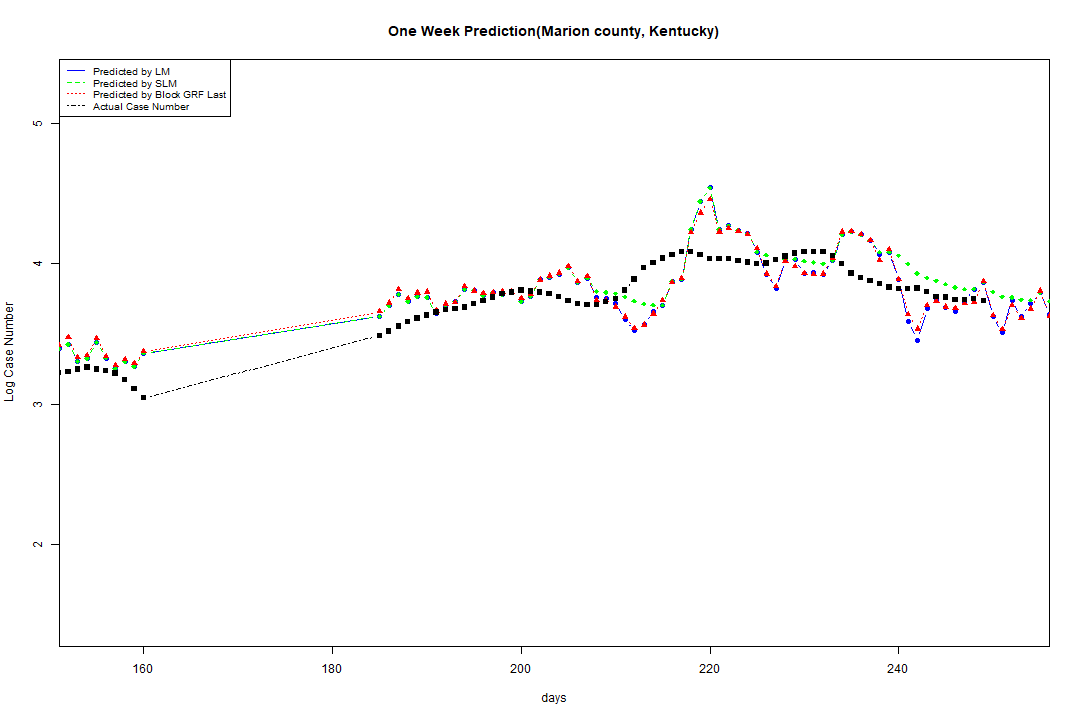 One Week Prediction(Marion county, Kentucky)
Predicted by LM
Predicted by SLM
Predicted by Block GRF Last
Actual Case Number
5
4
3
2
Log Case Number
160 180 200 220 240
days